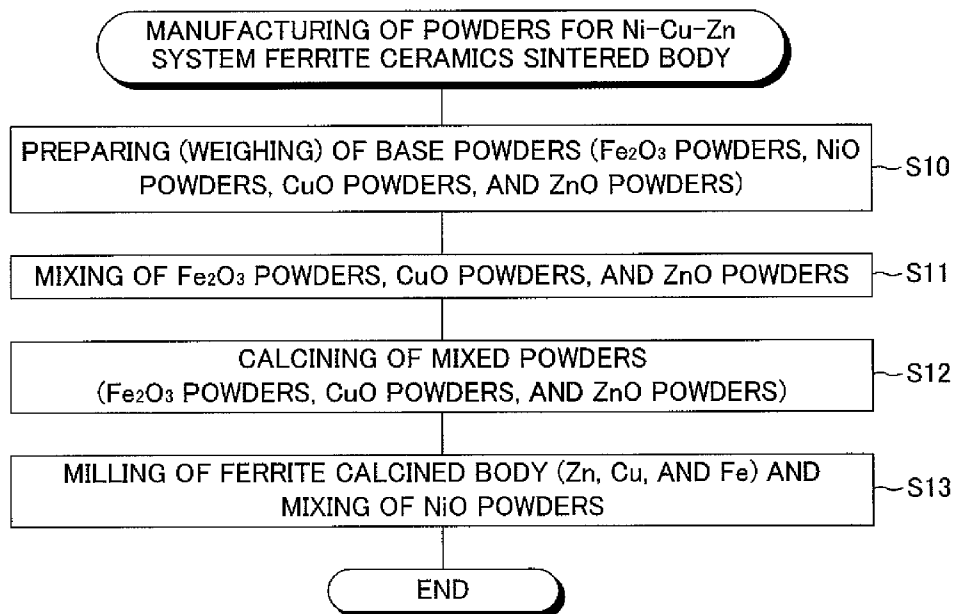 MANUFACTURING OF POWDERS FOR Ni-Cu-Zn
SYSTEM FERRITE CERAMICS SINTERED BODY
PREPARING (WEIGHING) OF BASE POWDERS (Fe2O3 POWDERS, NiO
POWDERS, CuO POWDERS, AND ZnO POWDERS)
S10
MIXING OF Fe2O3 POWDERS, CuO POWDERS, AND ZnO POWDERS
S11
CALCINING OF MIXED POWDERS
(Fe2O3 POWDERS, CuO POWDERS, AND ZnO POWDERS)
S12
MILLING OF FERRITE CALCINED BODY (Zn, Cu, AND Fe) AND
MIXING OF NiO POWDERS
S13
END